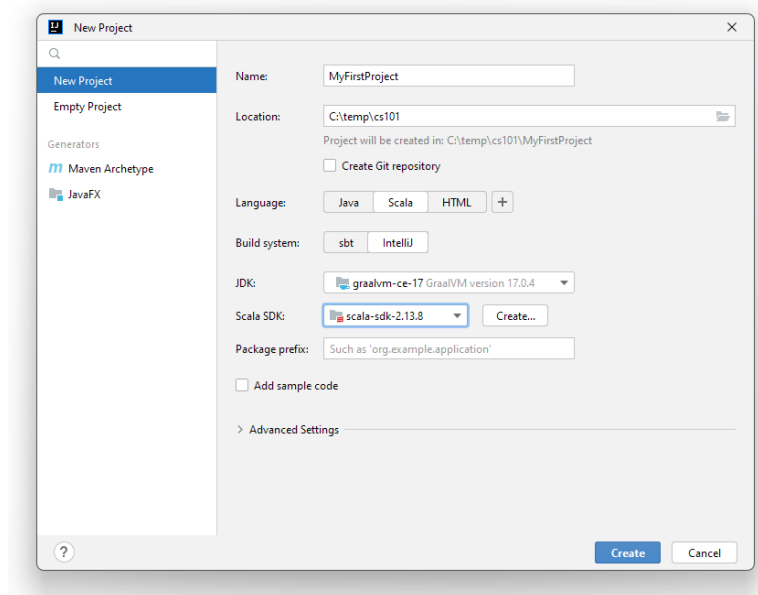 New Project
New Project
Empty Project
Generators
Maven Archetype
JavaFX
Name: MyFirstProject
Location: C:\temp\cs101
Project will be created in: C:\temp\cs101\MyFirstProject
Create Git repository
Language: Java Scala HTML +
Build system: sbt IntelliJ
JDK: graalvm-ce-17 GraalVM version 17.0.4
Scala SDK: scala-sdk-2.13.8 Create...
Package prefix: Such as 'org.example.application'
Add sample code
Advanced Settings
? Create Cancel